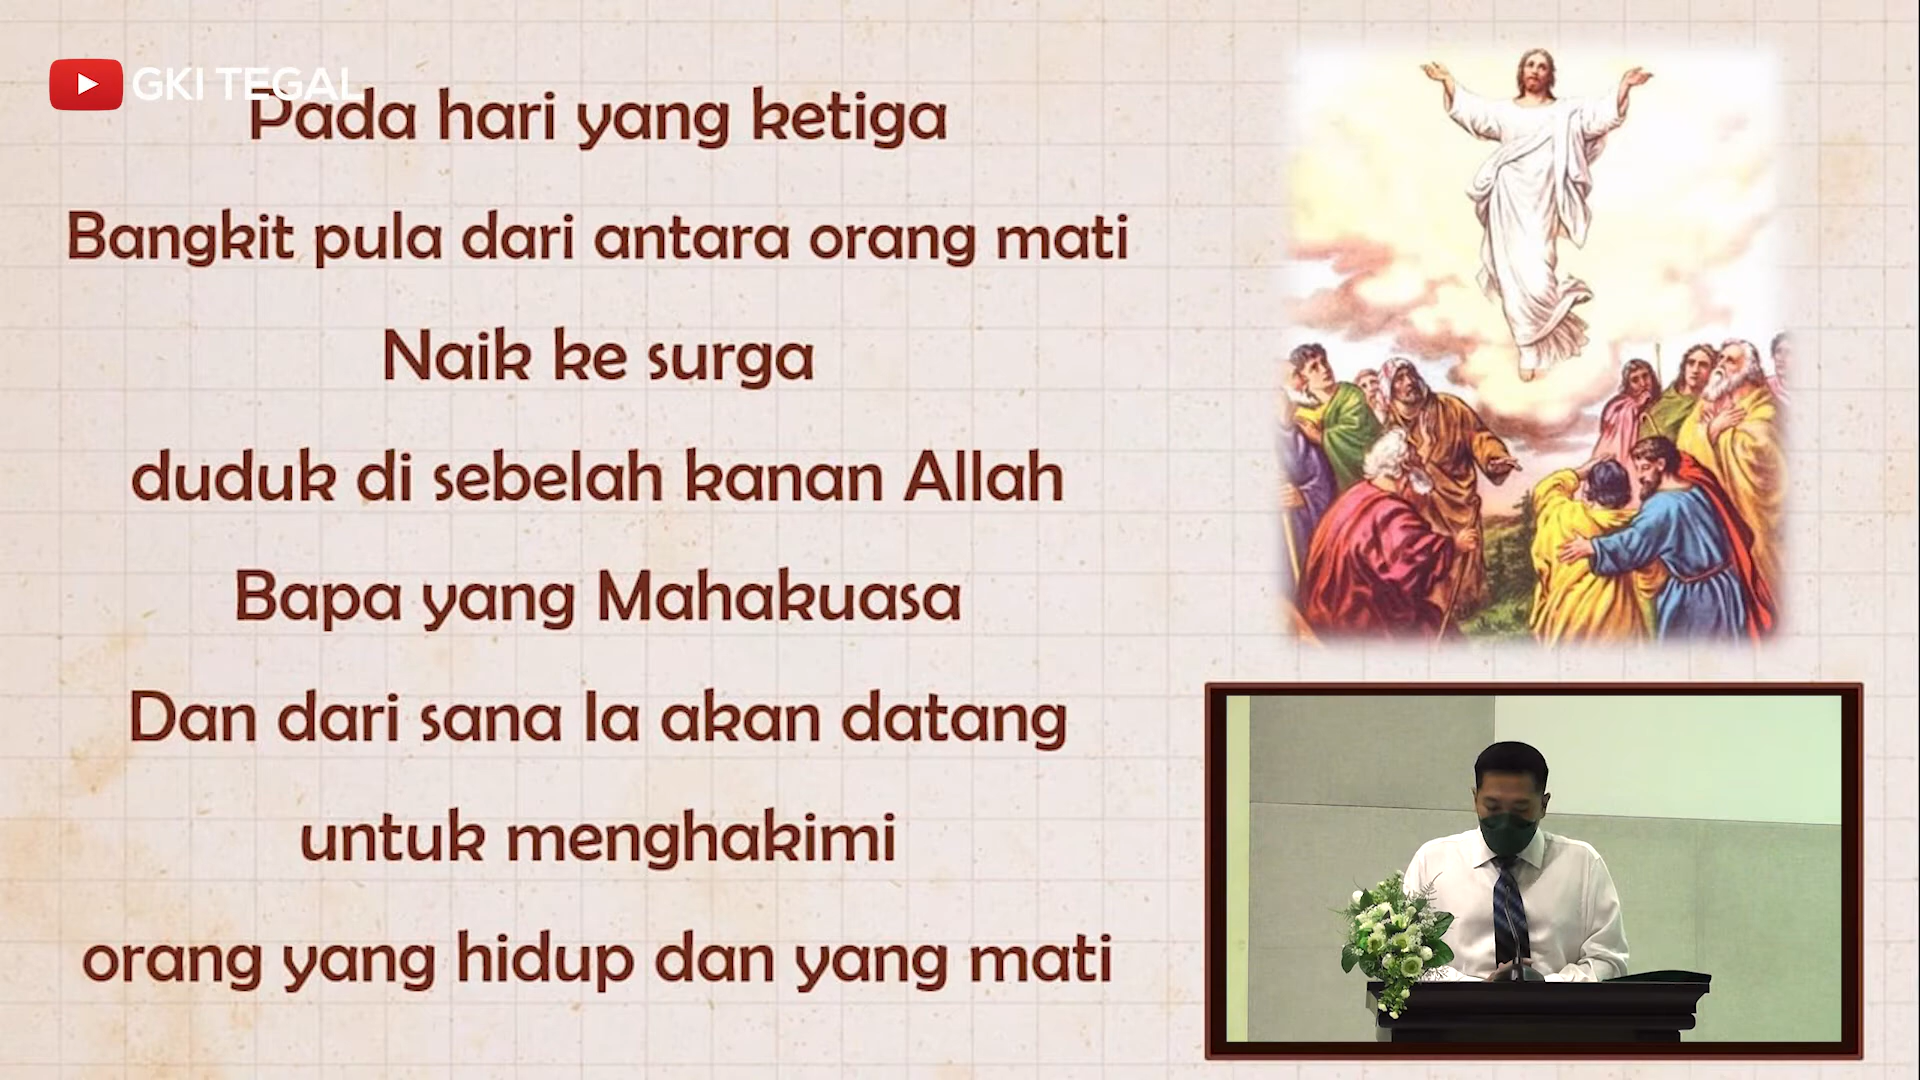 GKI TEGAL
Pada hari yang ketiga
Bangkit pula dari antara orang mati
Naik ke surga
duduk di sebelah kanan Allah
Bapa yang Mahakuasa
Dan dari sana Ia akan datang
untuk menghakimi
orang yang hidup dan yang mati